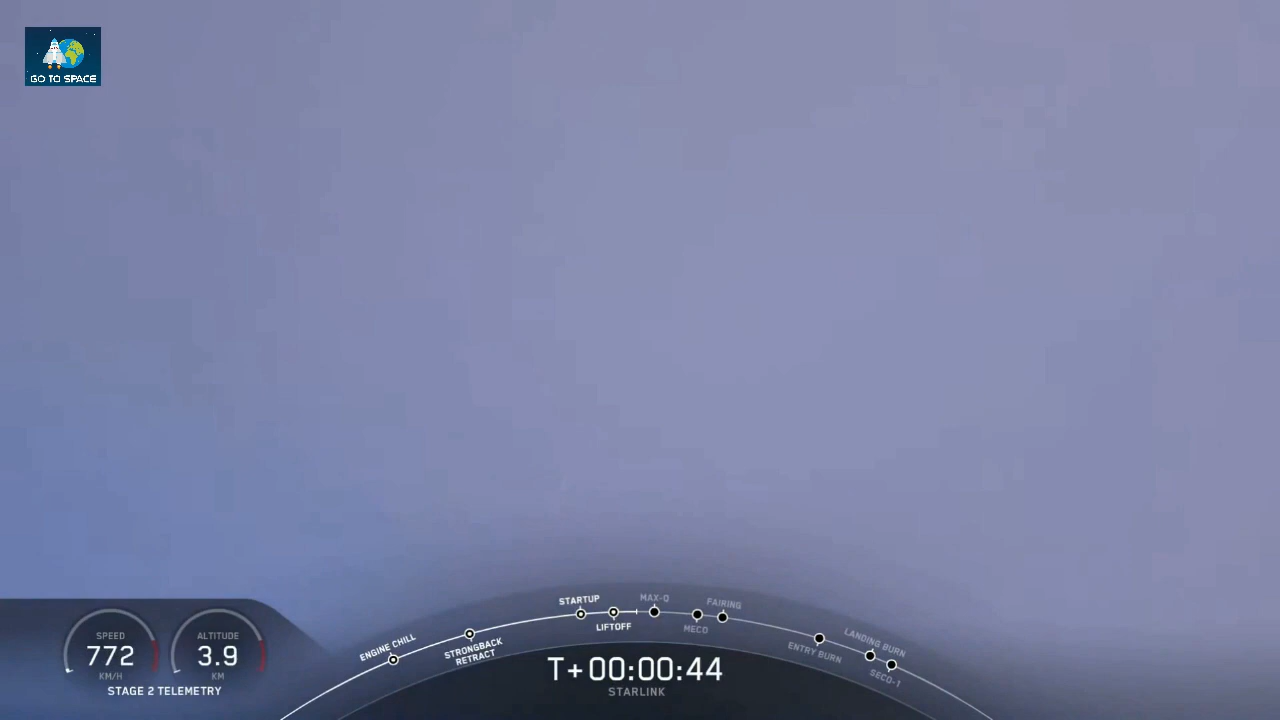 GO TO SPACE
STARTUP
MAX-Q
FAIRING
LIFTOFF
MECO
ENGINE CHILL
STRONGBACK
RETRACT
ENTRY BURN
LANDING BURN
SECO-1
SPEED
772
KM/H
ALTITUDE
3.9
KM
STAGE 2 TELEMETRY
T+00:00:44
STARLINK